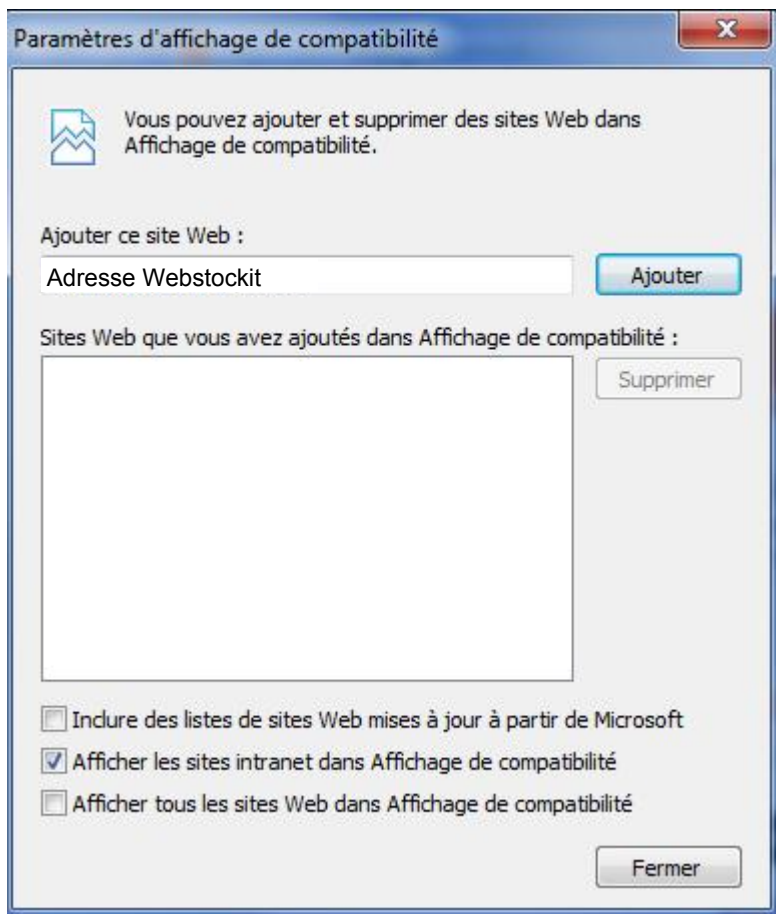 Paramètres d'affichage de compatibilité
Vous pouvez ajouter et supprimer des sites Web dans
Affichage de compatibilité.
Ajouter ce site Web :
Adresse Webstockit
Ajouter
Sites Web que vous avez ajoutés dans Affichage de compatibilité :
Supprimer
Inclure des listes de sites Web mises à jour à partir de Microsoft
Afficher les sites intranet dans Affichage de compatibilité
Afficher tous les sites Web dans Affichage de compatibilité
Fermer